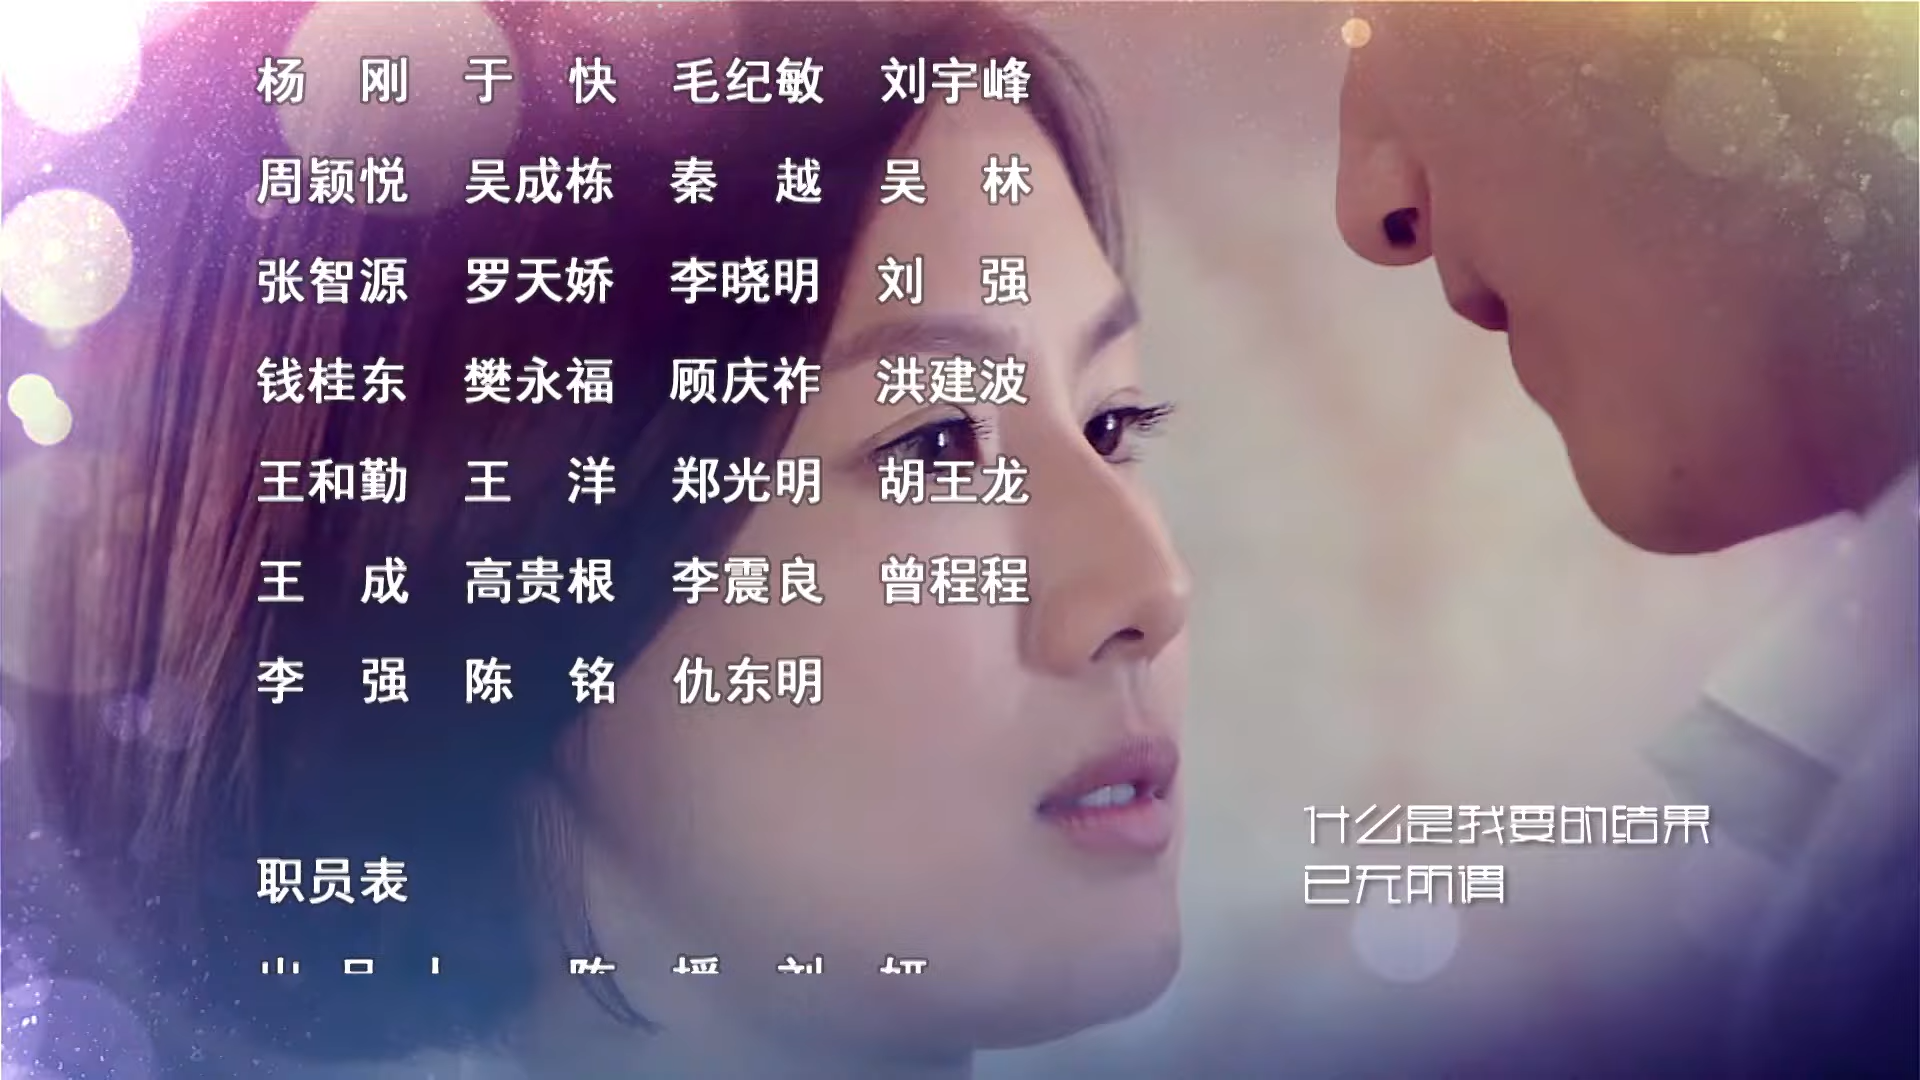 杨 刚 于 快 毛纪敏 刘宇峰
周颖悦 吴成栋 秦 越 吴 林
张智源 罗天娇 李晓明 刘 强
钱桂东 樊永福 顾庆祚 洪建波
王和勤 王 洋 郑光明 胡王龙
王 成 高贵根 李震良 曾程程
李 强 陈 铭 仇东明
什么是我要的结果
已无所谓
职员表